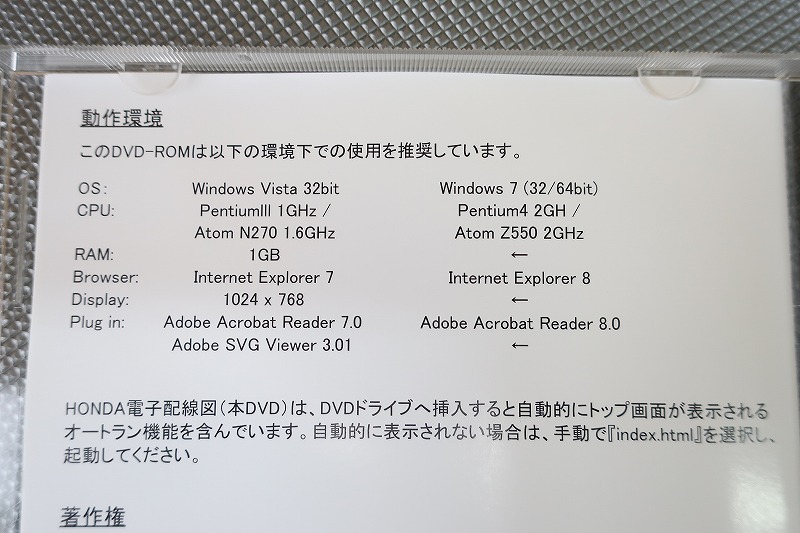 動作環境
このDVD-ROMは以下の環境下での使用を推奨しています。
OS: Windows Vista 32bit Windows 7 (32/64bit)
CPU: PentiumIII 1GHz / Pentium4 2GH /
Atom N270 1.6GHz Atom Z550 2GHz
RAM: 1GB ←
Browser: Internet Explorer 7 Internet Explorer 8
Display: 1024 x 768 ←
Plug in: Adobe Acrobat Reader 7.0 Adobe Acrobat Reader 8.0
Adobe SVG Viewer 3.01 ←
HONDA電子配線図(本DVD)は、DVDドライブへ挿入すると自動的にトップ画面が表示される
オートラン機能を含んでいます。自動的に表示されない場合は、手動で『index.html』を選択し、
起動してください。
著作権